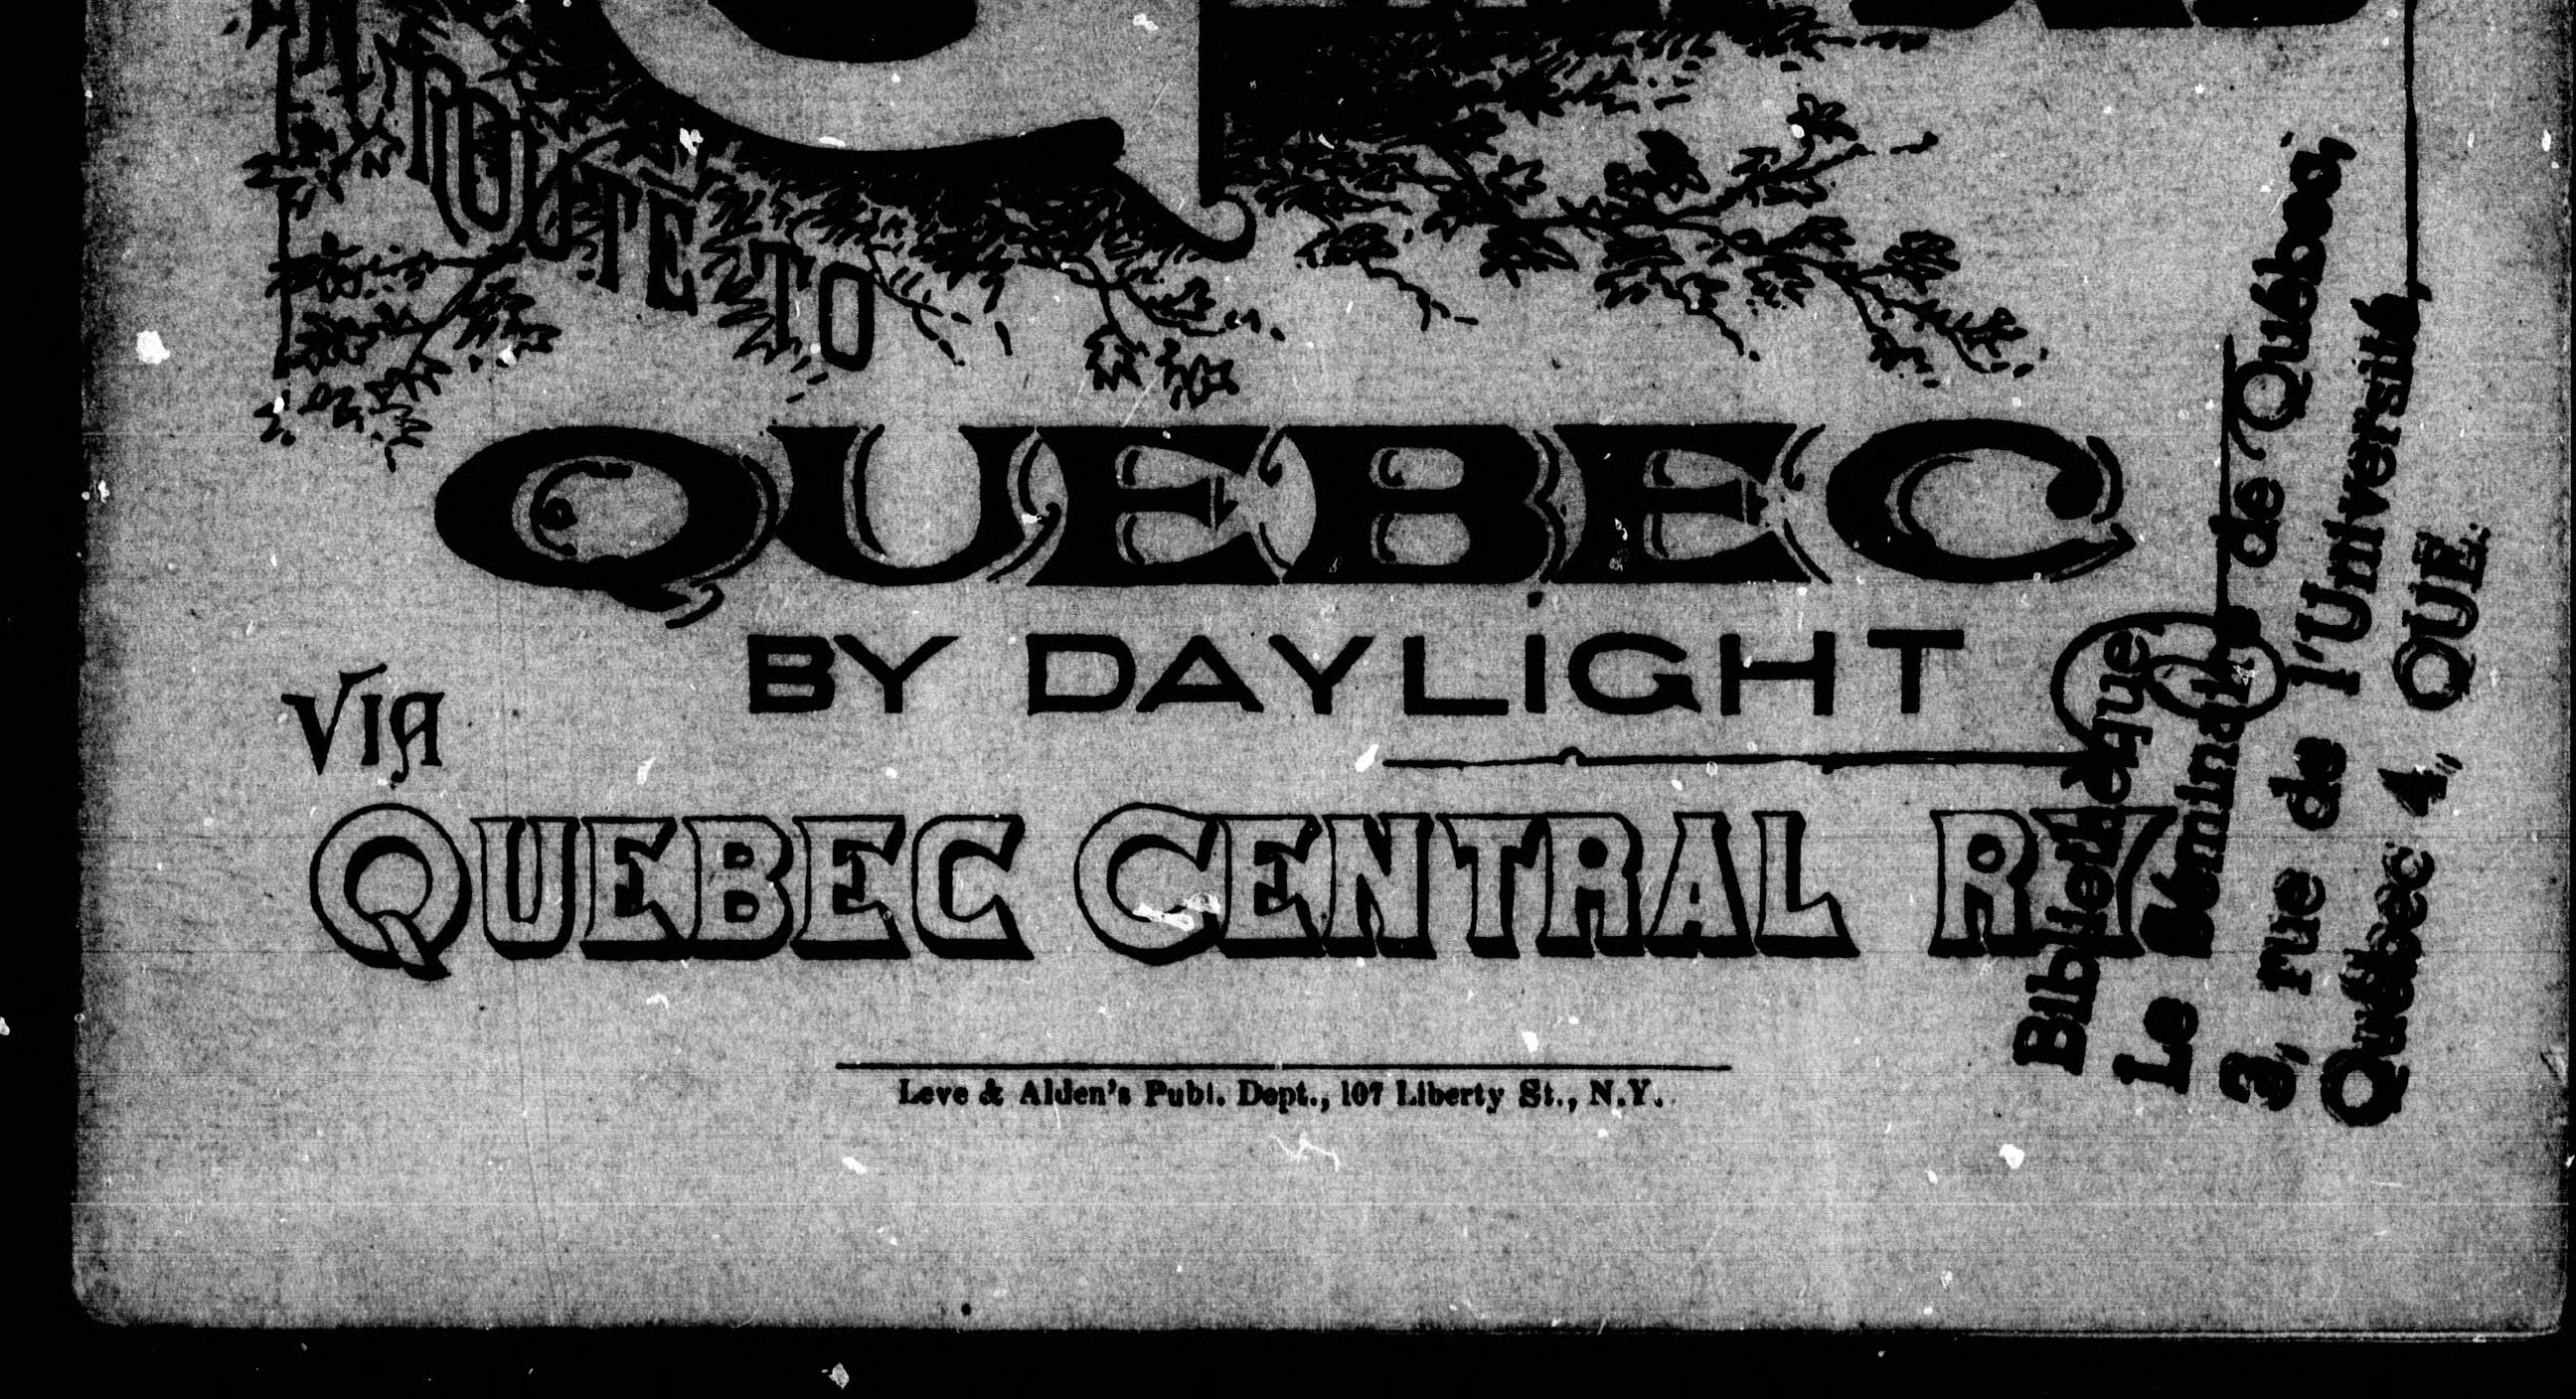 ROUTE TO
QUEBEC
BY DAYLIGHT
VIA
QUEBEC CENTRAL RY
Leve & Alden's Publ. Dept., 107 Liberty St., N.Y.
Bibliothèque,
Le Séminaire de Québec,
3, rue de l'Université,
Québec 4, QUE.